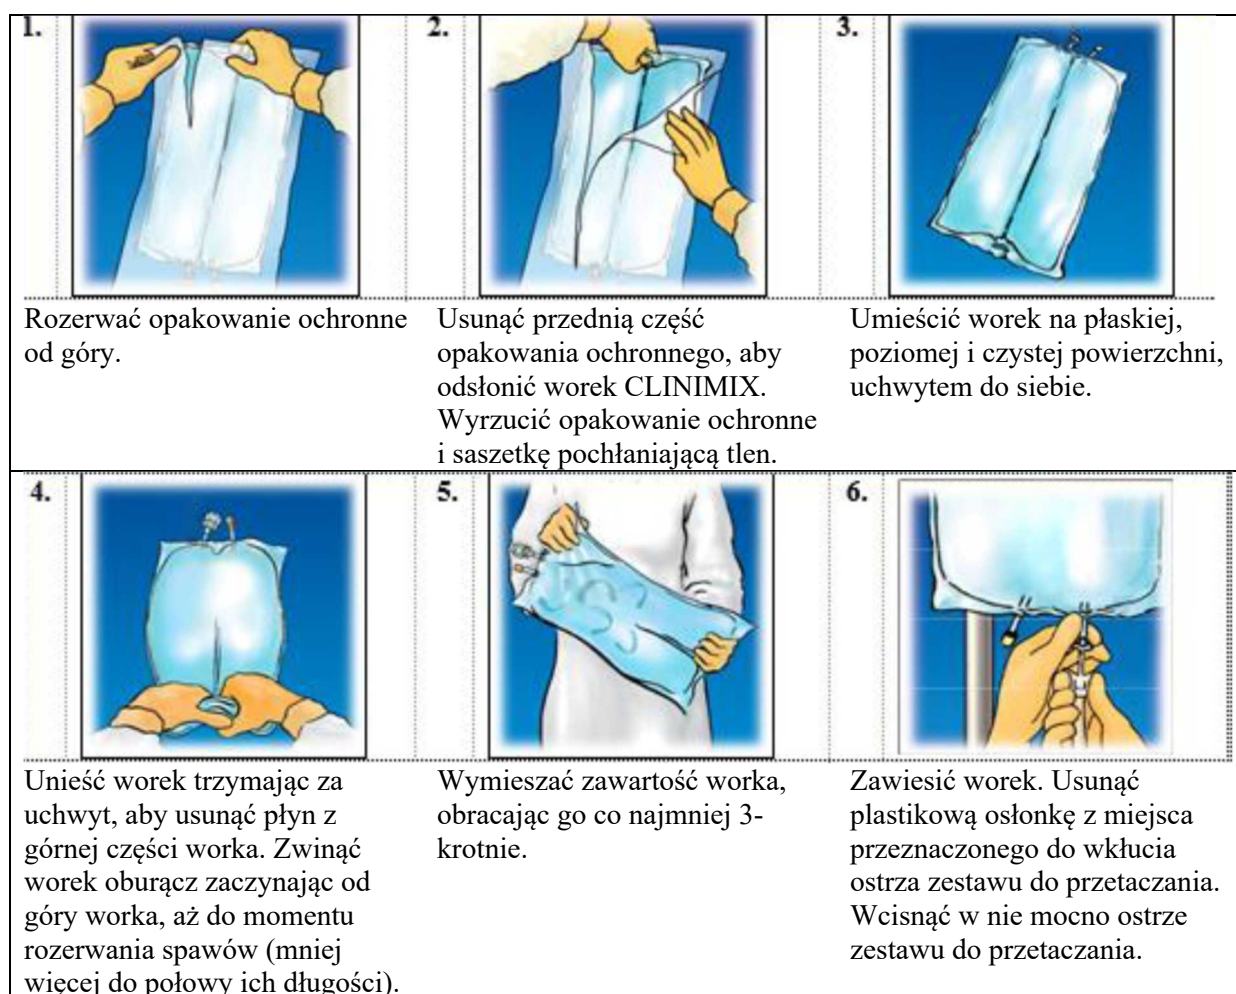 1.
2.
3.
Rozerwać opakowanie ochronne
od góry.
Usunąć przednią część
opakowania ochronnego, aby
odsłonić worek CLINIMIX.
Wyrzucić opakowanie ochronne
i saszetkę pochłaniającą tlen.
Umieścić worek na płaskiej,
poziomej i czystej powierzchni,
uchwytem do siebie.
4.
5.
6.
Unieść worek trzymając za
uchwyt, aby usunąć płyn z
górnej części worka. Zwinąć
worek oburącz zaczynając od
góry worka, aż do momentu
rozerwania spawów (mniej
więcej do połowy ich długości).
Wymieszać zawartość worka,
obracając go co najmniej 3-
krotnie.
Zawiesić worek. Usunąć
plastikową osłonkę z miejsca
przeznaczonego do wkłucia
ostrza zestawu do przetaczania.
Wcisnąć w nie mocno ostrze
zestawu do przetaczania.